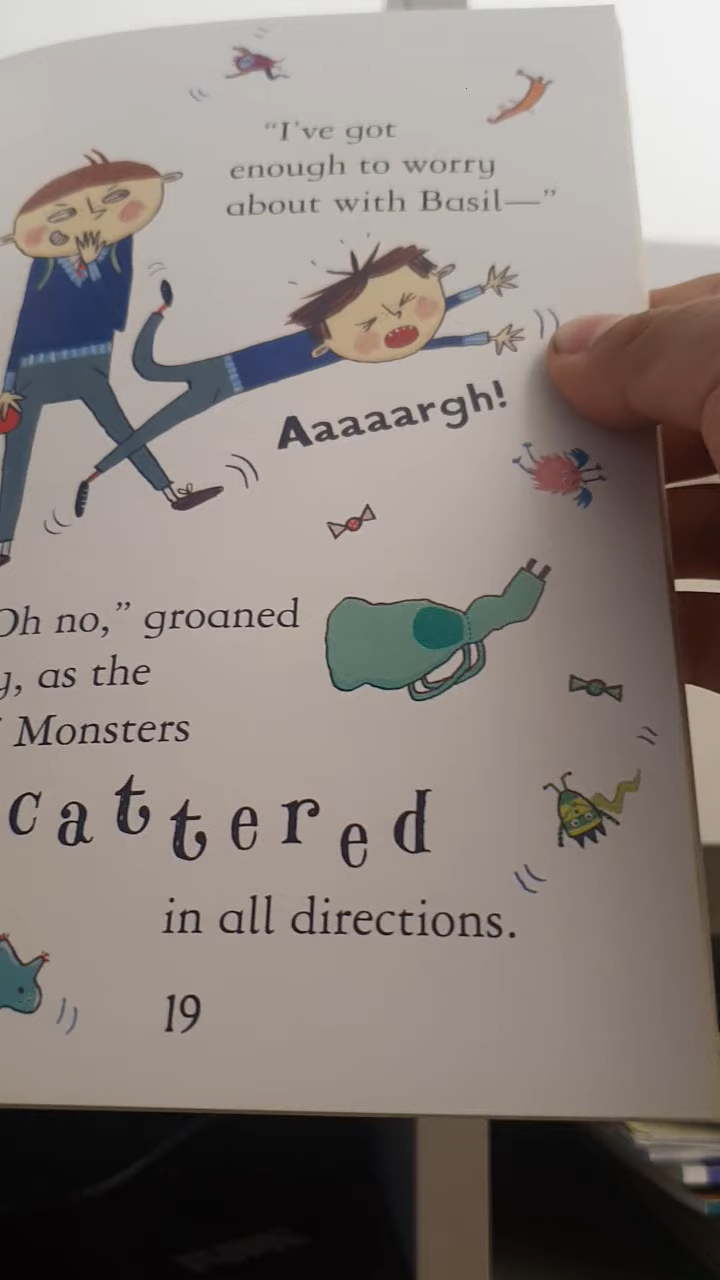 “I’ve got
enough to worry
about with Basil—”
Aaaaargh!
Oh no,” groaned
as the
Monsters
cattered
in all directions.
19